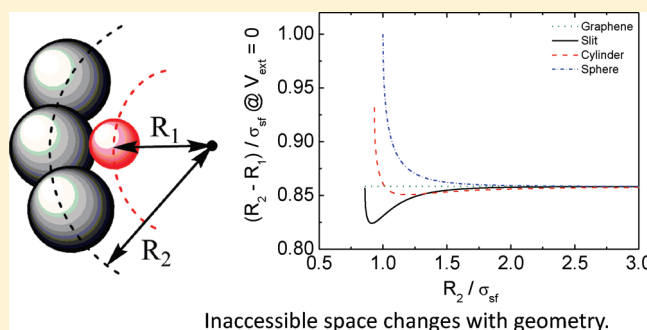 R₁
R₂
(R₂ - R₁) / σsf @ Vext = 0
1.00
0.95
0.90
0.85
0.80
Graphene
Slit
Cylinder
Sphere
0.5 1.0 1.5 2.0 2.5 3.0
R₂ / σsf
Inaccessible space changes with geometry.